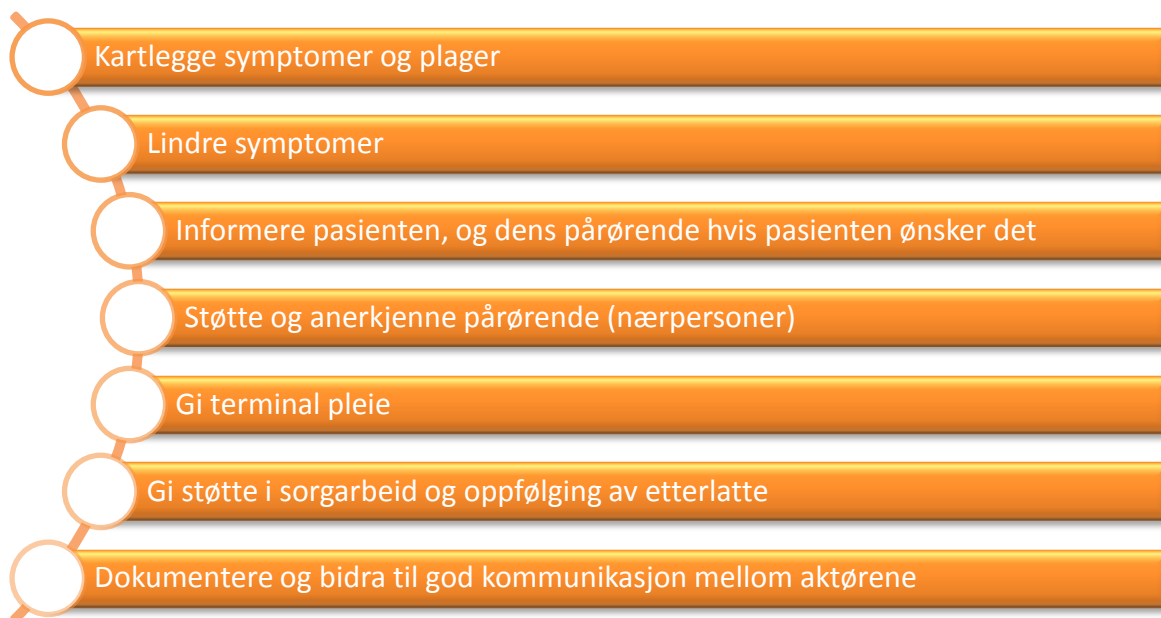 Kartlegge symptomer og plager
Lindre symptomer
Informere pasienten, og dens pårørende hvis pasienten ønsker det
Støtte og anerkjenne pårørende (nærpersoner)
Gi terminal pleie
Gi støtte i sorgarbeid og oppfølging av etterlatte
Dokumentere og bidra til god kommunikasjon mellom aktørene